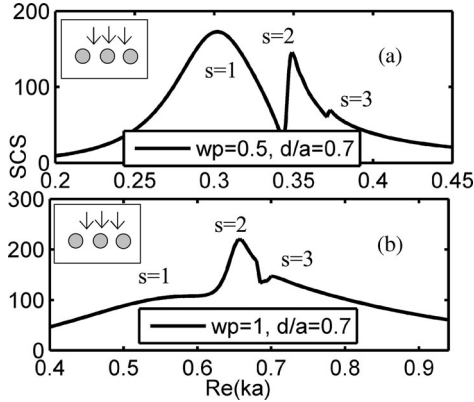 200
s=2
(a)
s=1
100
s=3
SCS
wp=0.5, d/a=0.7
0
0.2 0.25 0.3 0.35 0.4 0.45
300
s=2
(b)
200
s=1
s=3
100
wp=1, d/a=0.7
0
0.4 0.5 0.6 0.7 0.8 0.9
Re(ka)